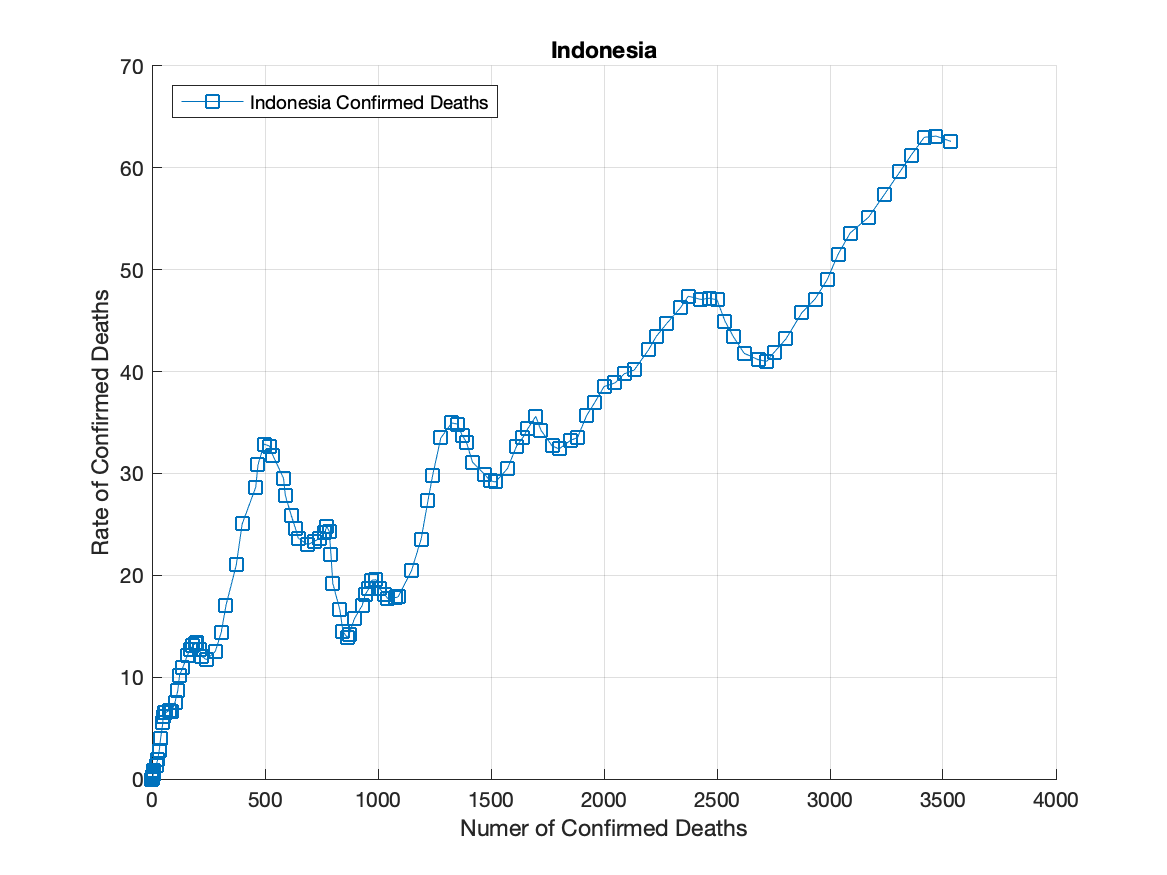 Indonesia
70
Indonesia Confirmed Deaths
60
50
40
30
20
10
0
Rate of Confirmed Deaths
0 500 1000 1500 2000 2500 3000 3500 4000
Numer of Confirmed Deaths